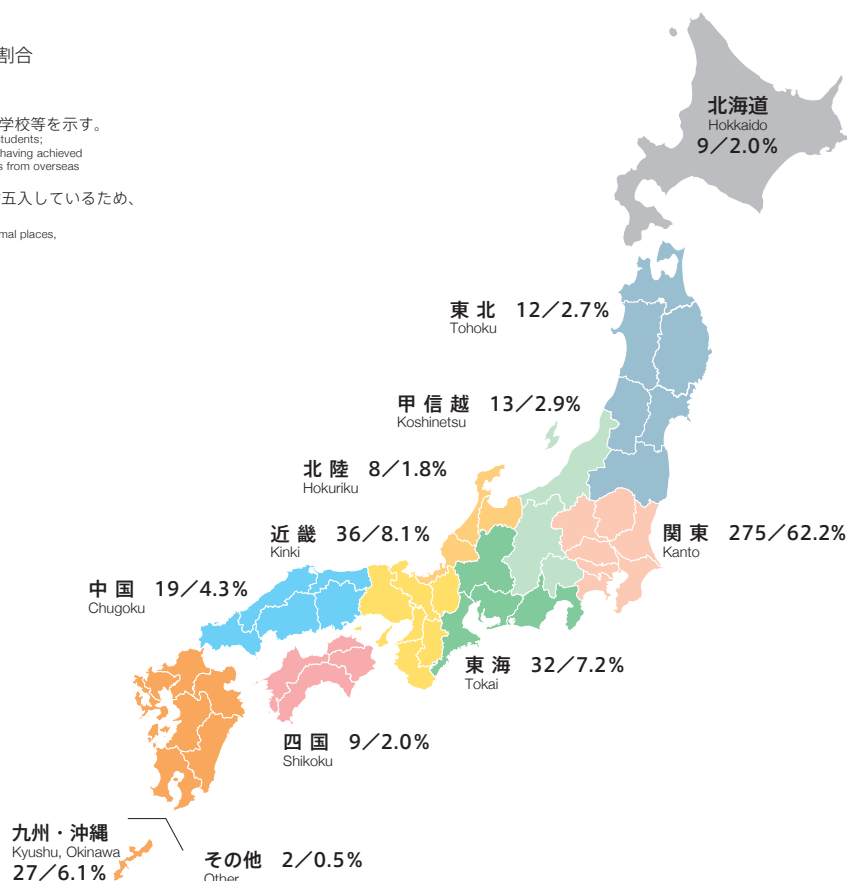 割合
学校等を示す。
students;
having achieved
s from overseas
五入しているため、
mal places,
北海道
Hokkaido
9／2.0%
東 北 12／2.7%
Tohoku
甲 信 越 13／2.9%
Koshinetsu
北 陸 8／1.8%
Hokuriku
近 畿 36／8.1%
Kinki
関 東 275／62.2%
Kanto
中 国 19／4.3%
Chugoku
東 海 32／7.2%
Tokai
四 国 9／2.0%
Shikoku
九州・沖縄
Kyushu, Okinawa
27／6.1%
その他 2／0.5%
Other